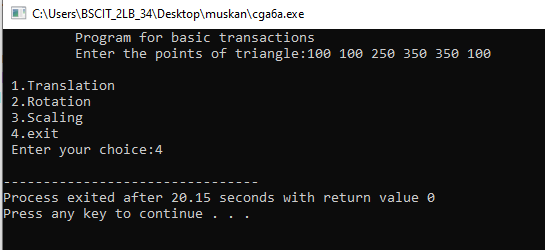 C:\Users\BSCIT_2LB_34\Desktop\muskan\cga6a.exe
Program for basic transactions
Enter the points of triangle:100 100 250 350 350 100
1.Translation
2.Rotation
3.Scaling
4.exit
Enter your choice:4
--------------------------------
Process exited after 20.15 seconds with return value 0
Press any key to continue . . .